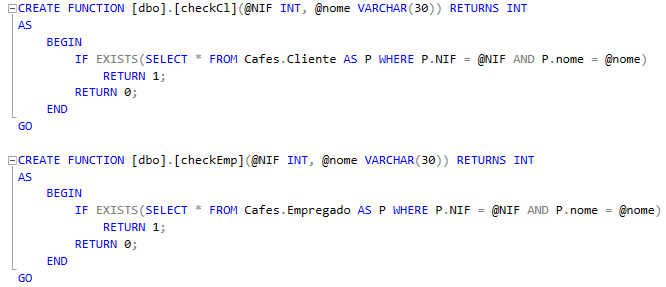 CREATE FUNCTION [dbo].[checkCl](@NIF INT, @nome VARCHAR(30)) RETURNS INT
AS
BEGIN
IF EXISTS(SELECT * FROM Cafes.Cliente AS P WHERE P.NIF = @NIF AND P.nome = @nome)
RETURN 1;
RETURN 0;
END
GO
CREATE FUNCTION [dbo].[checkEmp](@NIF INT, @nome VARCHAR(30)) RETURNS INT
AS
BEGIN
IF EXISTS(SELECT * FROM Cafes.Empregado AS P WHERE P.NIF = @NIF AND P.nome = @nome)
RETURN 1;
RETURN 0;
END
GO